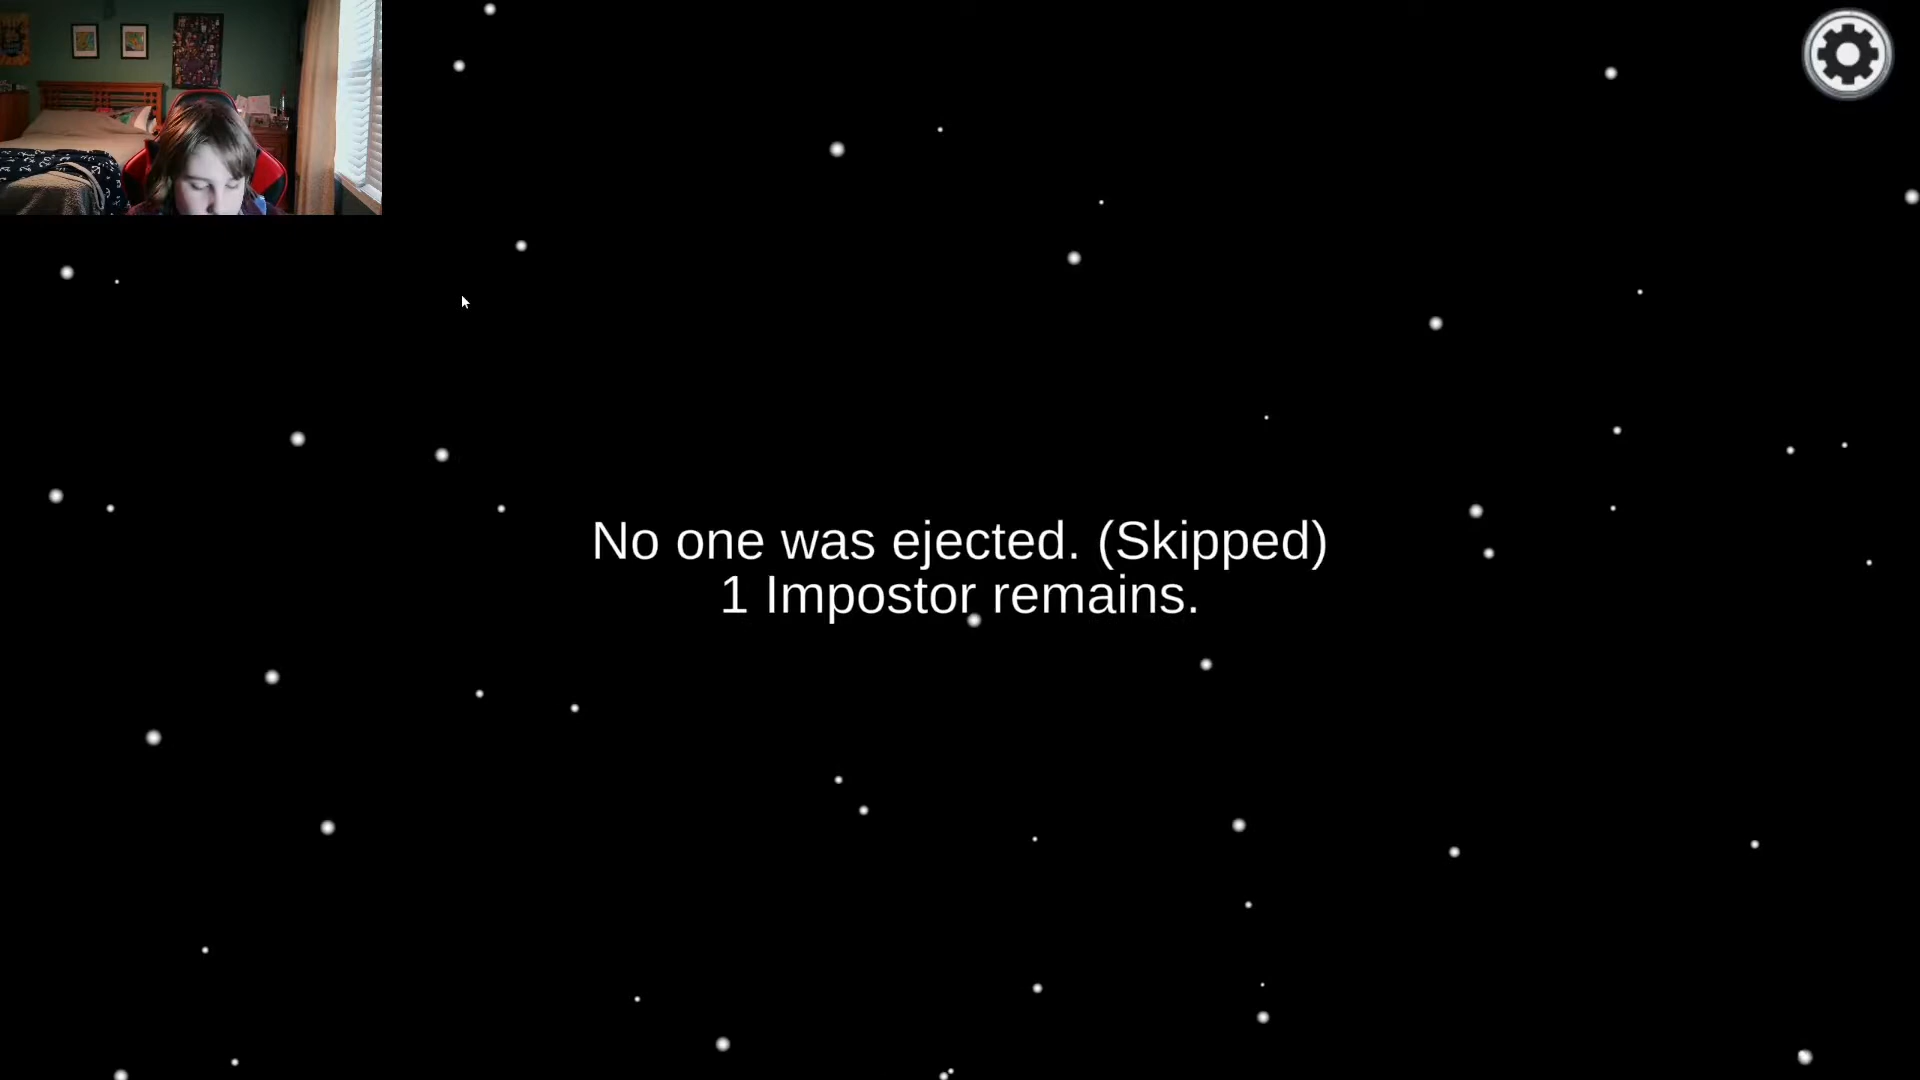 No one was ejected. (Skipped)
1 Impostor remains.